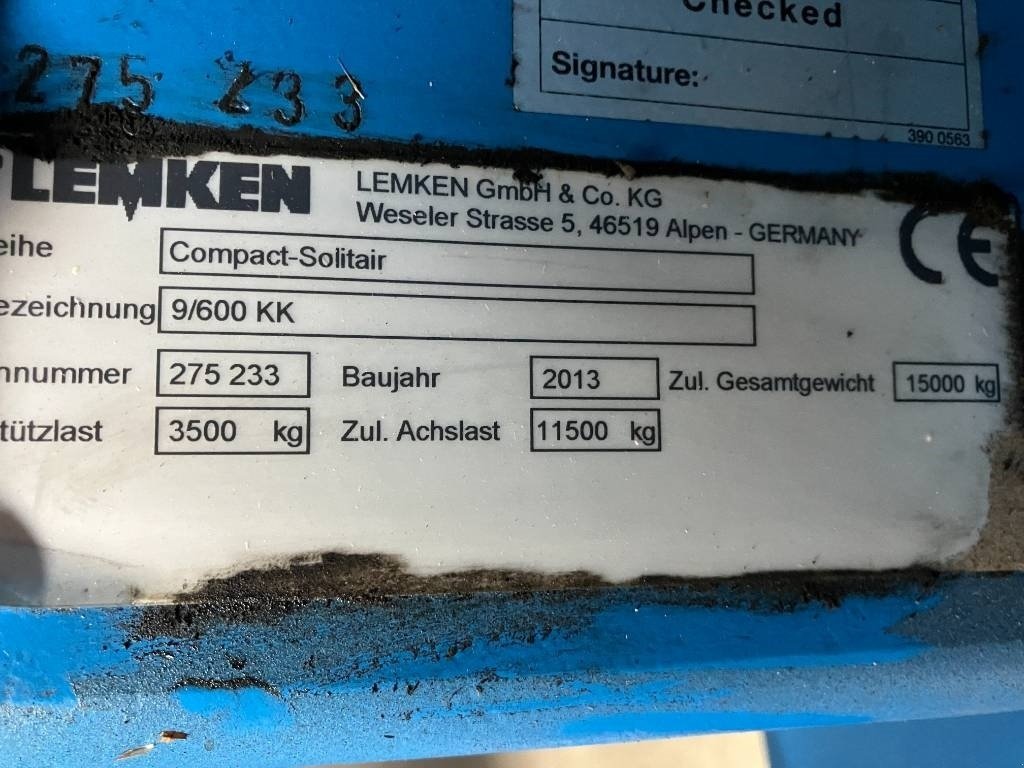 Checked
Signature:
390 0563
275 233
LEMKEN
LEMKEN GmbH & Co. KG
Weseler Strasse 5, 46519 Alpen - GERMANY
CE
eihe Compact-Solitair
ezeichnung 9/600 KK
nnummer 275 233 Baujahr 2013 Zul. Gesamtgewicht 15000 kg
tützlast 3500 kg Zul. Achslast 11500 kg